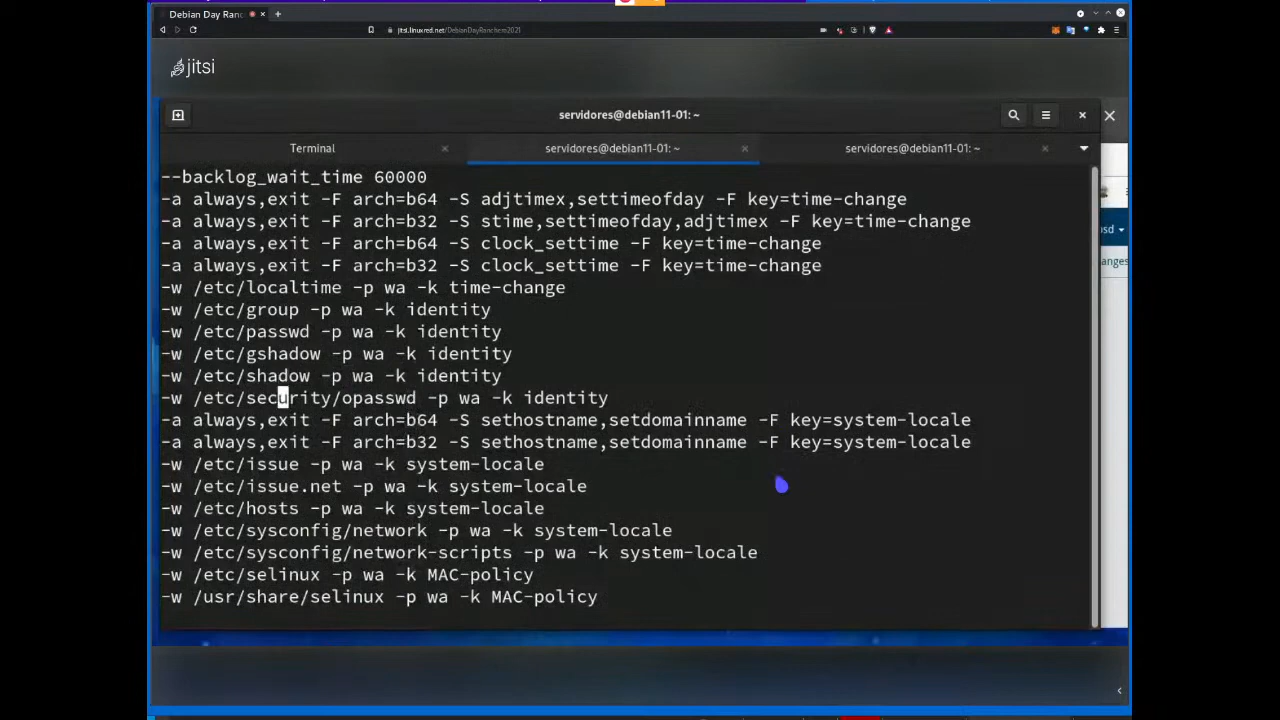 Debian Day Ranc
jitsi.linuxred.net/DebianDayRanchero2021
jitsi
servidores@debian11-01: ~
Terminal
servidores@debian11-01: ~
servidores@debian11-01: ~
--backlog_wait_time 60000
-a always,exit -F arch=b64 -S adjtimex,settimeofday -F key=time-change
-a always,exit -F arch=b32 -S stime,settimeofday,adjtimex -F key=time-change
-a always,exit -F arch=b64 -S clock_settime -F key=time-change
-a always,exit -F arch=b32 -S clock_settime -F key=time-change
-w /etc/localtime -p wa -k time-change
-w /etc/group -p wa -k identity
-w /etc/passwd -p wa -k identity
-w /etc/gshadow -p wa -k identity
-w /etc/shadow -p wa -k identity
-w /etc/security/opasswd -p wa -k identity
-a always,exit -F arch=b64 -S sethostname,setdomainname -F key=system-locale
-a always,exit -F arch=b32 -S sethostname,setdomainname -F key=system-locale
-w /etc/issue -p wa -k system-locale
-w /etc/issue.net -p wa -k system-locale
-w /etc/hosts -p wa -k system-locale
-w /etc/sysconfig/network -p wa -k system-locale
-w /etc/sysconfig/network-scripts -p wa -k system-locale
-w /etc/selinux -p wa -k MAC-policy
-w /usr/share/selinux -p wa -k MAC-policy
sd
anges